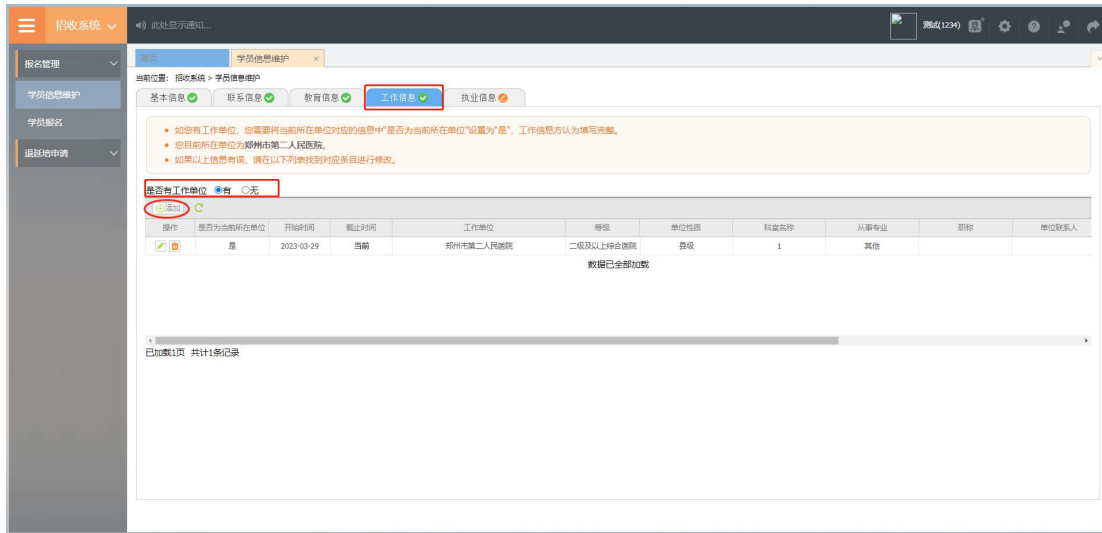 招收系统
此处显示通知...
测试(1234)
报名管理
学员信息维护
学员报名
退延培申请
首页
学员信息维护 ×
当前位置: 招收系统 > 学员信息维护
基本信息 联系信息 教育信息 工作信息 执业信息
• 如您有工作单位，您需要将当前所在单位对应的信息中"是否为当前所在单位"设置为"是"，工作信息方认为填写完整。
• 您目前所在单位为郑州市第二人民医院。
• 如果以上信息有误，请在以下列表找到对应条目进行修改。
是否有工作单位 有 无
添加
操作 是否为当前所在单位 开始时间 截止时间 工作单位 等级 单位性质 科室名称 从事专业 职称 单位联系人
是 2023-03-29 当前 郑州市第二人民医院 二级及以上综合医院 县级 1 其他
数据已全部加载
已加载1页 共计1条记录